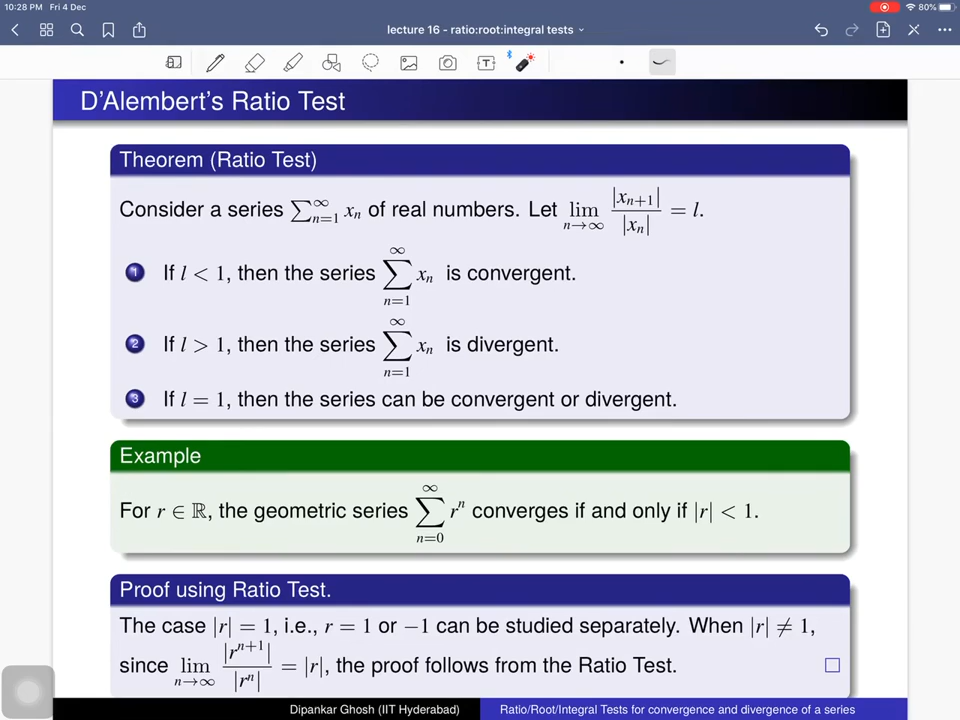 10:28 PM Fri 4 Dec
80%
lecture 16 - ratio:root:integral tests
D'Alembert's Ratio Test
Theorem (Ratio Test)
Consider a series ∑_{n=1}^{∞} x_n of real numbers. Let lim_{n→∞} |x_{n+1}| / |x_n| = l.
1 If l < 1, then the series ∑_{n=1}^{∞} x_n is convergent.
2 If l > 1, then the series ∑_{n=1}^{∞} x_n is divergent.
3 If l = 1, then the series can be convergent or divergent.
Example
For r ∈ ℝ, the geometric series ∑_{n=0}^{∞} r^n converges if and only if |r| < 1.
Proof using Ratio Test.
The case |r| = 1, i.e., r = 1 or −1 can be studied separately. When |r| ≠ 1,
since lim_{n→∞} |r^{n+1}| / |r^n| = |r|, the proof follows from the Ratio Test. □
Dipankar Ghosh (IIT Hyderabad)
Ratio/Root/Integral Tests for convergence and divergence of a series